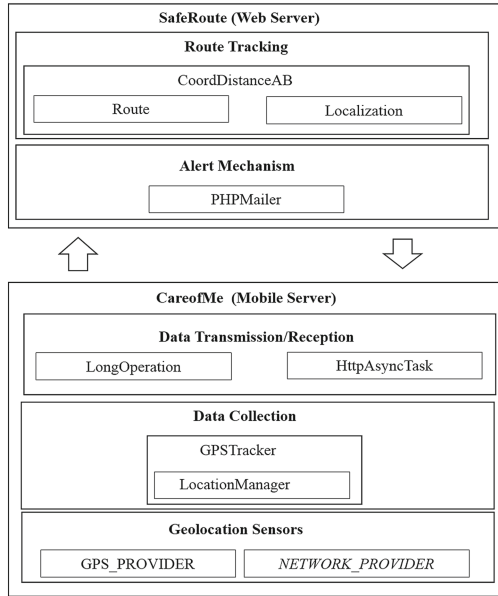 SafeRoute (Web Server)
Route Tracking
CoordDistanceAB
Route
Localization
Alert Mechanism
PHPMailer
CareofMe (Mobile Server)
Data Transmission/Reception
LongOperation
HttpAsyncTask
Data Collection
GPSTracker
LocationManager
Geolocation Sensors
GPS_PROVIDER
NETWORK_PROVIDER